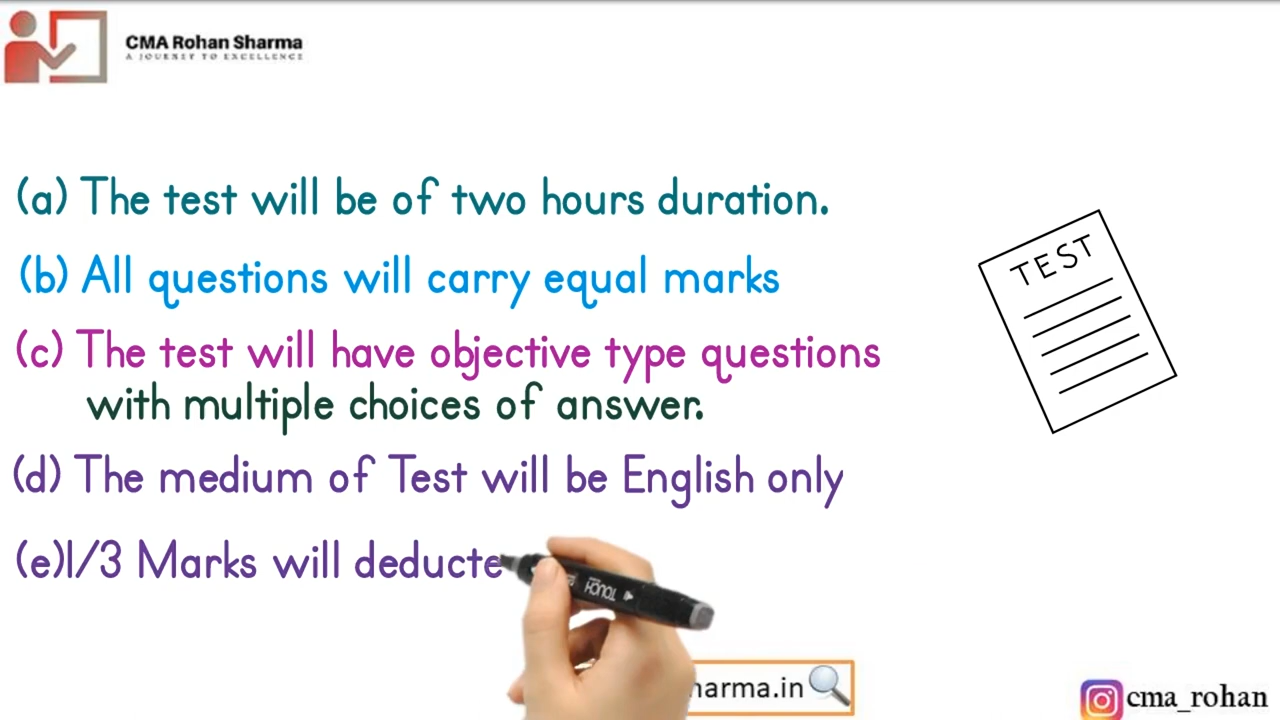 CMA Rohan Sharma
A JOURNEY TO EXCELLENCE
(a) The test will be of two hours duration.
(b) All questions will carry equal marks
(c) The test will have objective type questions
with multiple choices of answer.
TEST
(d) The medium of Test will be English only
(e)1/3 Marks will deducte
TOUCH
harma.in
cma_rohan